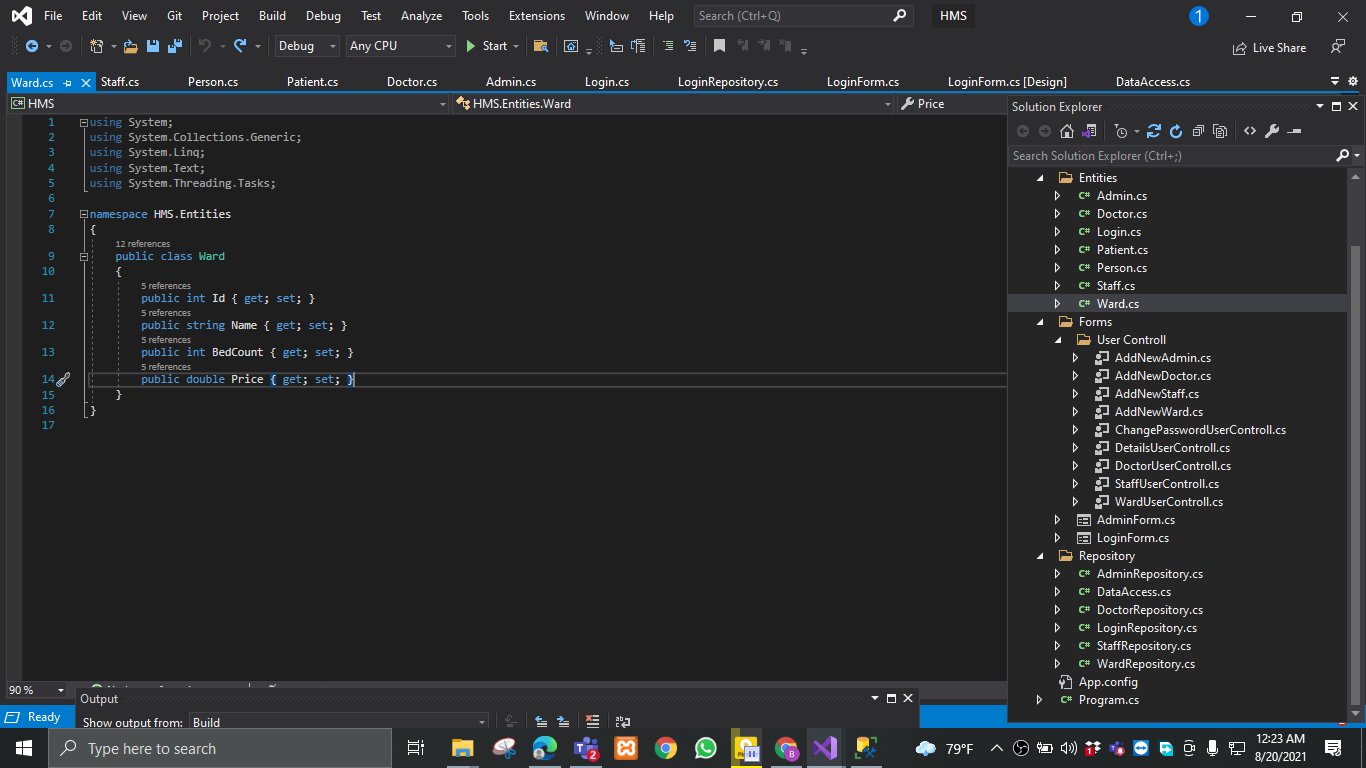 File Edit View Git Project Build Debug Test Analyze Tools Extensions Window Help Search (Ctrl+Q) HMS 1
Debug Any CPU Start Live Share
Ward.cs Staff.cs Person.cs Patient.cs Doctor.cs Admin.cs Login.cs LoginRepository.cs LoginForm.cs LoginForm.cs [Design] DataAccess.cs
C# HMS HMS.Entities.Ward Price
1 using System;
2 using System.Collections.Generic;
3 using System.Linq;
4 using System.Text;
5 using System.Threading.Tasks;
6
7 namespace HMS.Entities
8 {
12 references
9 public class Ward
10 {
5 references
11 public int Id { get; set; }
5 references
12 public string Name { get; set; }
5 references
13 public int BedCount { get; set; }
5 references
14 public double Price { get; set; }
15 }
16 }
17
90 %
Output
Show output from: Build
Ready
Solution Explorer
Search Solution Explorer (Ctrl+;)
Entities
C# Admin.cs
C# Doctor.cs
C# Login.cs
C# Patient.cs
C# Person.cs
C# Staff.cs
C# Ward.cs
Forms
User Controll
AddNewAdmin.cs
AddNewDoctor.cs
AddNewStaff.cs
AddNewWard.cs
ChangePasswordUserControll.cs
DetailsUserControll.cs
DoctorUserControll.cs
StaffUserControll.cs
WardUserControll.cs
AdminForm.cs
LoginForm.cs
Repository
C# AdminRepository.cs
C# DataAccess.cs
C# DoctorRepository.cs
C# LoginRepository.cs
C# StaffRepository.cs
C# WardRepository.cs
App.config
C# Program.cs
Type here to search 2 B 79°F 1 12:23 AM
8/20/2021